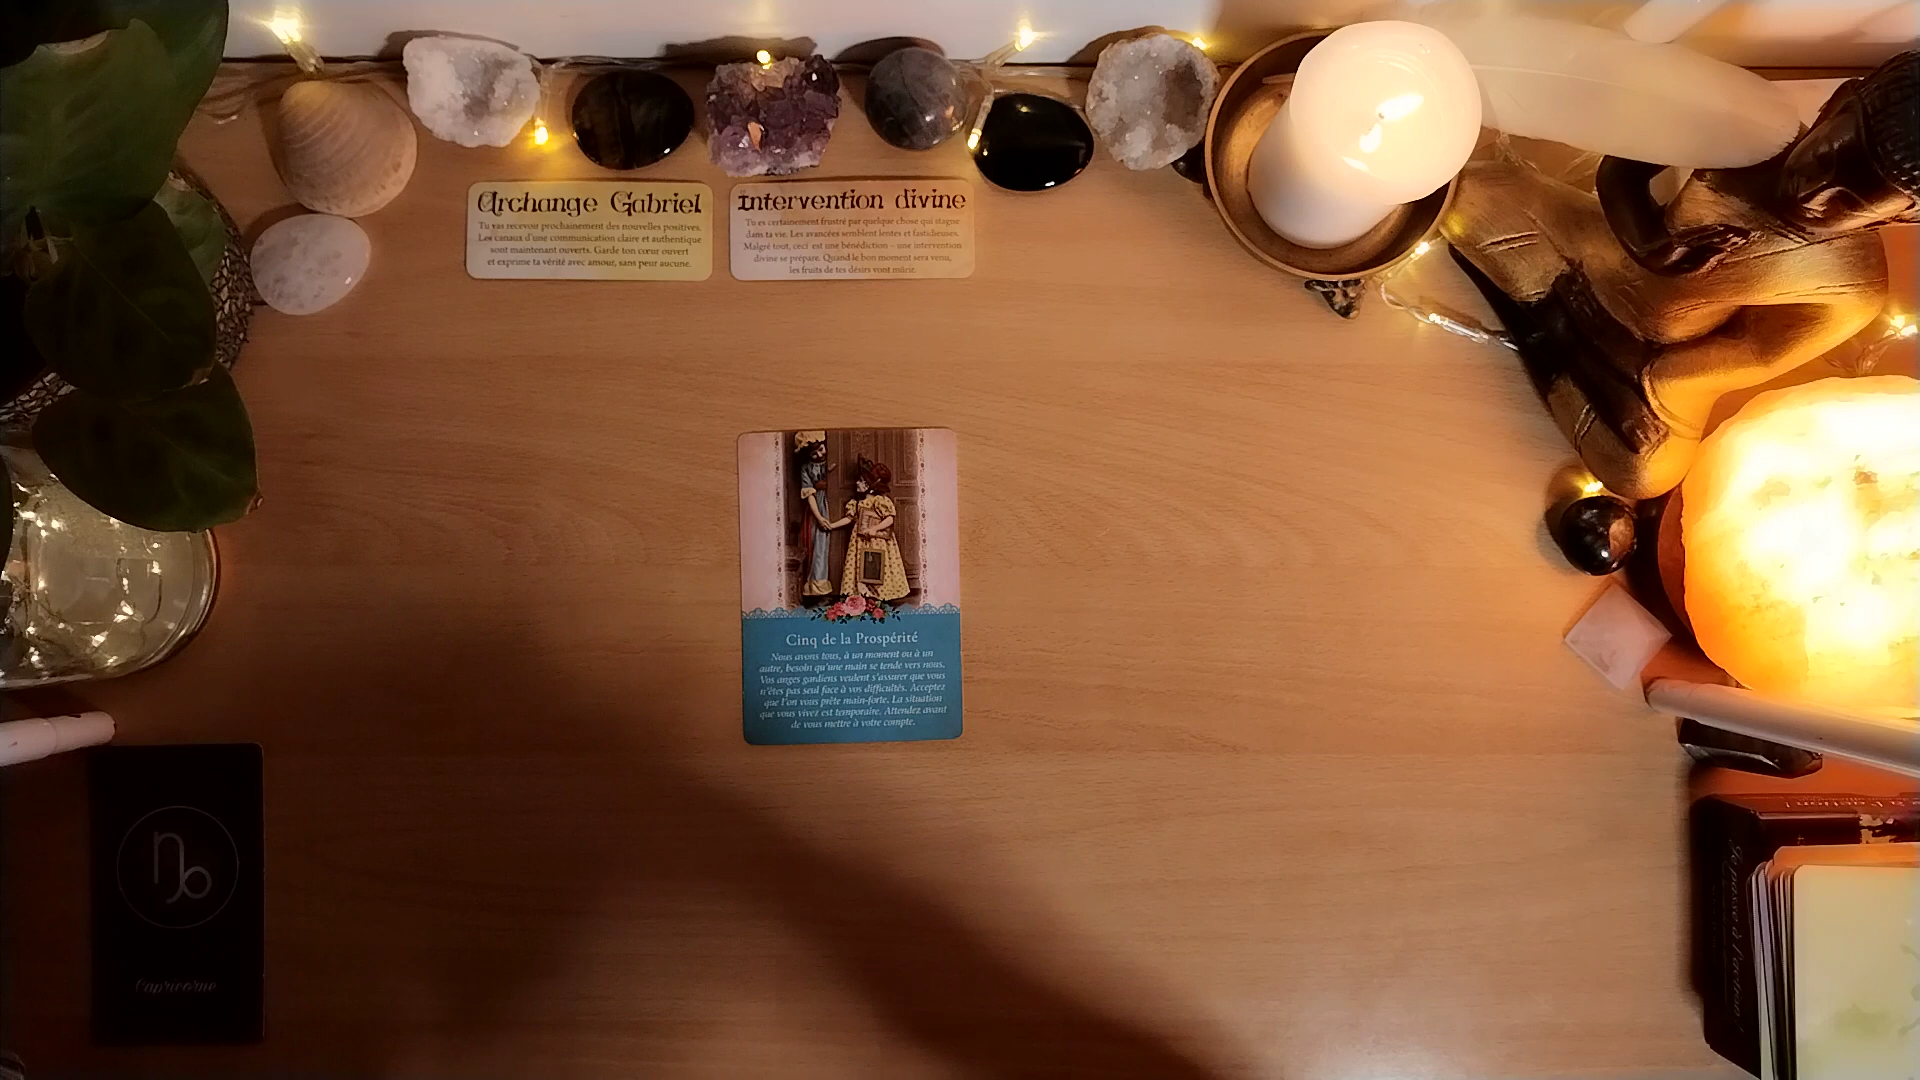 Archange Gabriel
Tu vas recevoir prochainement des nouvelles positives.
Les canaux d'une communication claire et authentique
sont maintenant ouverts. Garde ton cœur ouvert
et exprime ta vérité avec amour, sans peur aucune.
Intervention divine
Tu es certainement frustré par quelque chose qui stagne
dans ta vie. Les avancées semblent lentes et fastidieuses.
Malgré tout, ceci est une bénédiction – une intervention
divine se prépare. Quand le bon moment sera venu,
les fruits de tes désirs vont mûrir.
Cinq de la Prospérité
Nous avons tous, à un moment ou à un
autre, besoin qu'une main se tende vers nous.
Vos anges gardiens veulent s'assurer que vous
n'êtes pas seul face à vos difficultés. Acceptez
que l'on vous prête main-forte. La situation
que vous vivez est temporaire. Attendez avant
de vous mettre à votre compte.
Capricorne
Je passe à l'action !